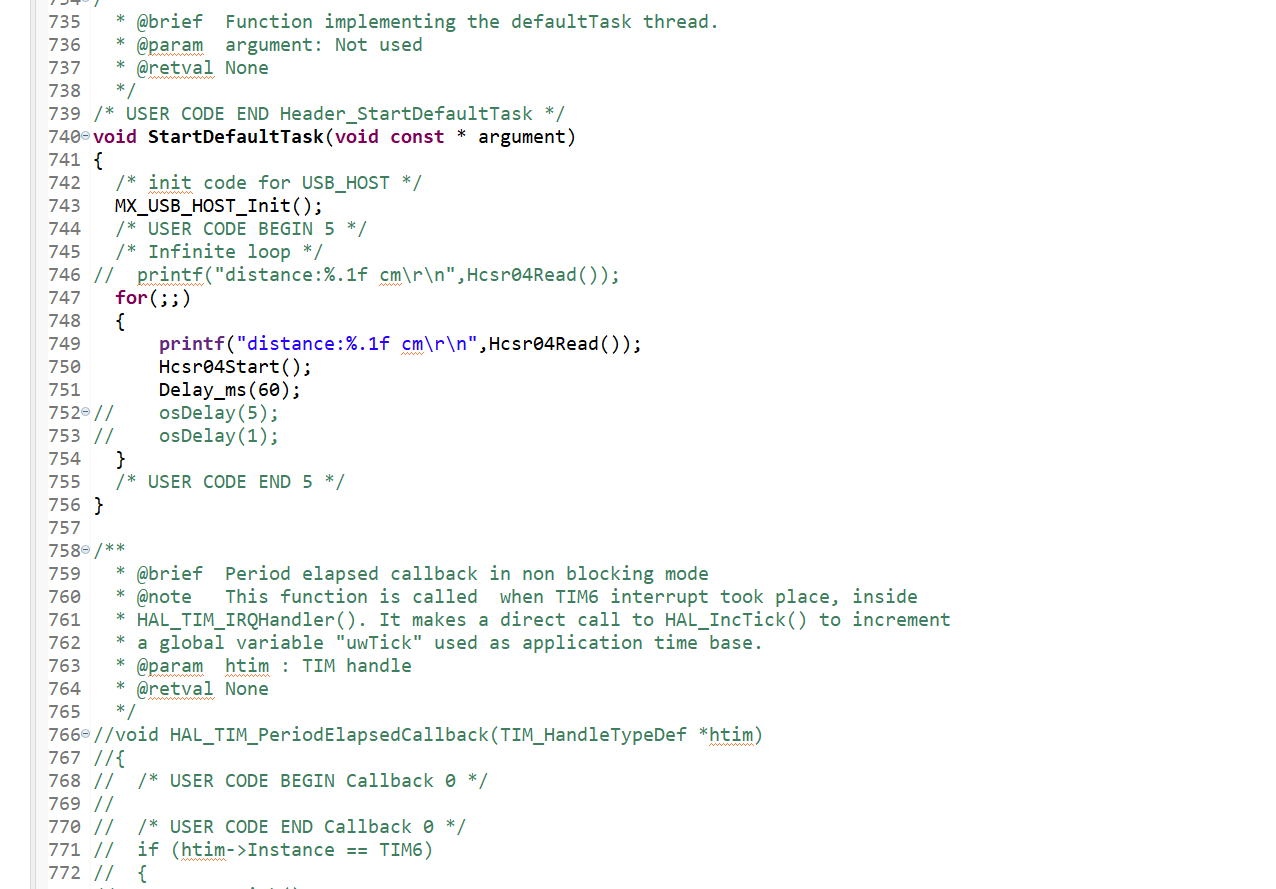 735   * @brief  Function implementing the defaultTask thread.
736   * @param  argument: Not used
737   * @retval None
738   */
739 /* USER CODE END Header_StartDefaultTask */
740 void StartDefaultTask(void const * argument)
741 {
742   /* init code for USB_HOST */
743   MX_USB_HOST_Init();
744   /* USER CODE BEGIN 5 */
745   /* Infinite loop */
746 //  printf("distance:%.1f cm\r\n",Hcsr04Read());
747   for(;;)
748   {
749       printf("distance:%.1f cm\r\n",Hcsr04Read());
750       Hcsr04Start();
751       Delay_ms(60);
752 //    osDelay(5);
753 //    osDelay(1);
754   }
755   /* USER CODE END 5 */
756 }
757
758 /**
759   * @brief  Period elapsed callback in non blocking mode
760   * @note   This function is called  when TIM6 interrupt took place, inside
761   * HAL_TIM_IRQHandler(). It makes a direct call to HAL_IncTick() to increment
762   * a global variable "uwTick" used as application time base.
763   * @param  htim : TIM handle
764   * @retval None
765   */
766 //void HAL_TIM_PeriodElapsedCallback(TIM_HandleTypeDef *htim)
767 //{
768 //  /* USER CODE BEGIN Callback 0 */
769 //
770 //  /* USER CODE END Callback 0 */
771 //  if (htim->Instance == TIM6)
772 //  {